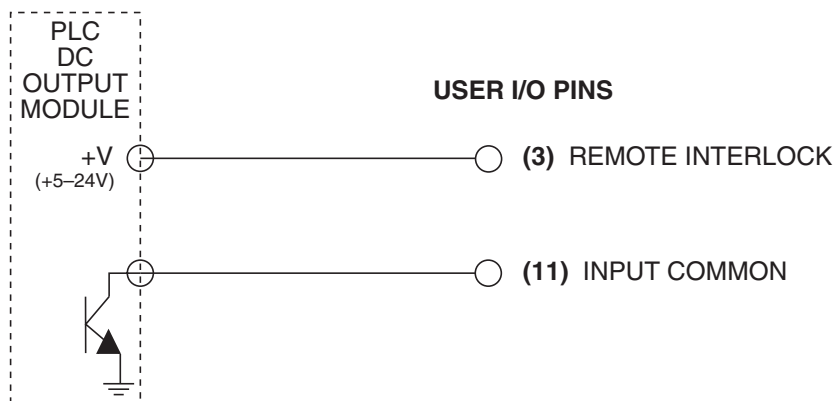 PLC
DC
OUTPUT
MODULE
USER I/O PINS
+V
(+5–24V)
(3) REMOTE INTERLOCK
(11) INPUT COMMON